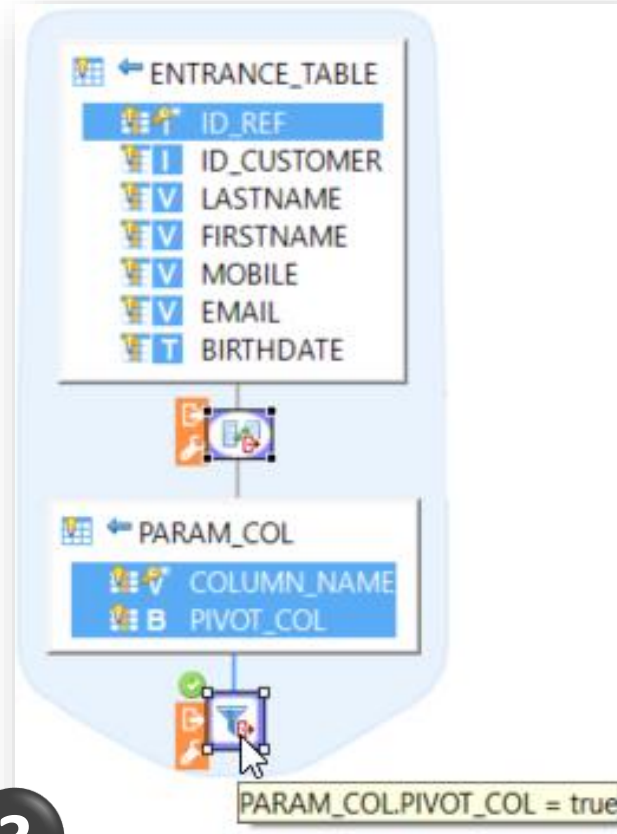 ENTRANCE_TABLE
ID_REF
I ID_CUSTOMER
V LASTNAME
V FIRSTNAME
V MOBILE
V EMAIL
T BIRTHDATE
PARAM_COL
V COLUMN_NAME
B PIVOT_COL
PARAM_COL.PIVOT_COL = true